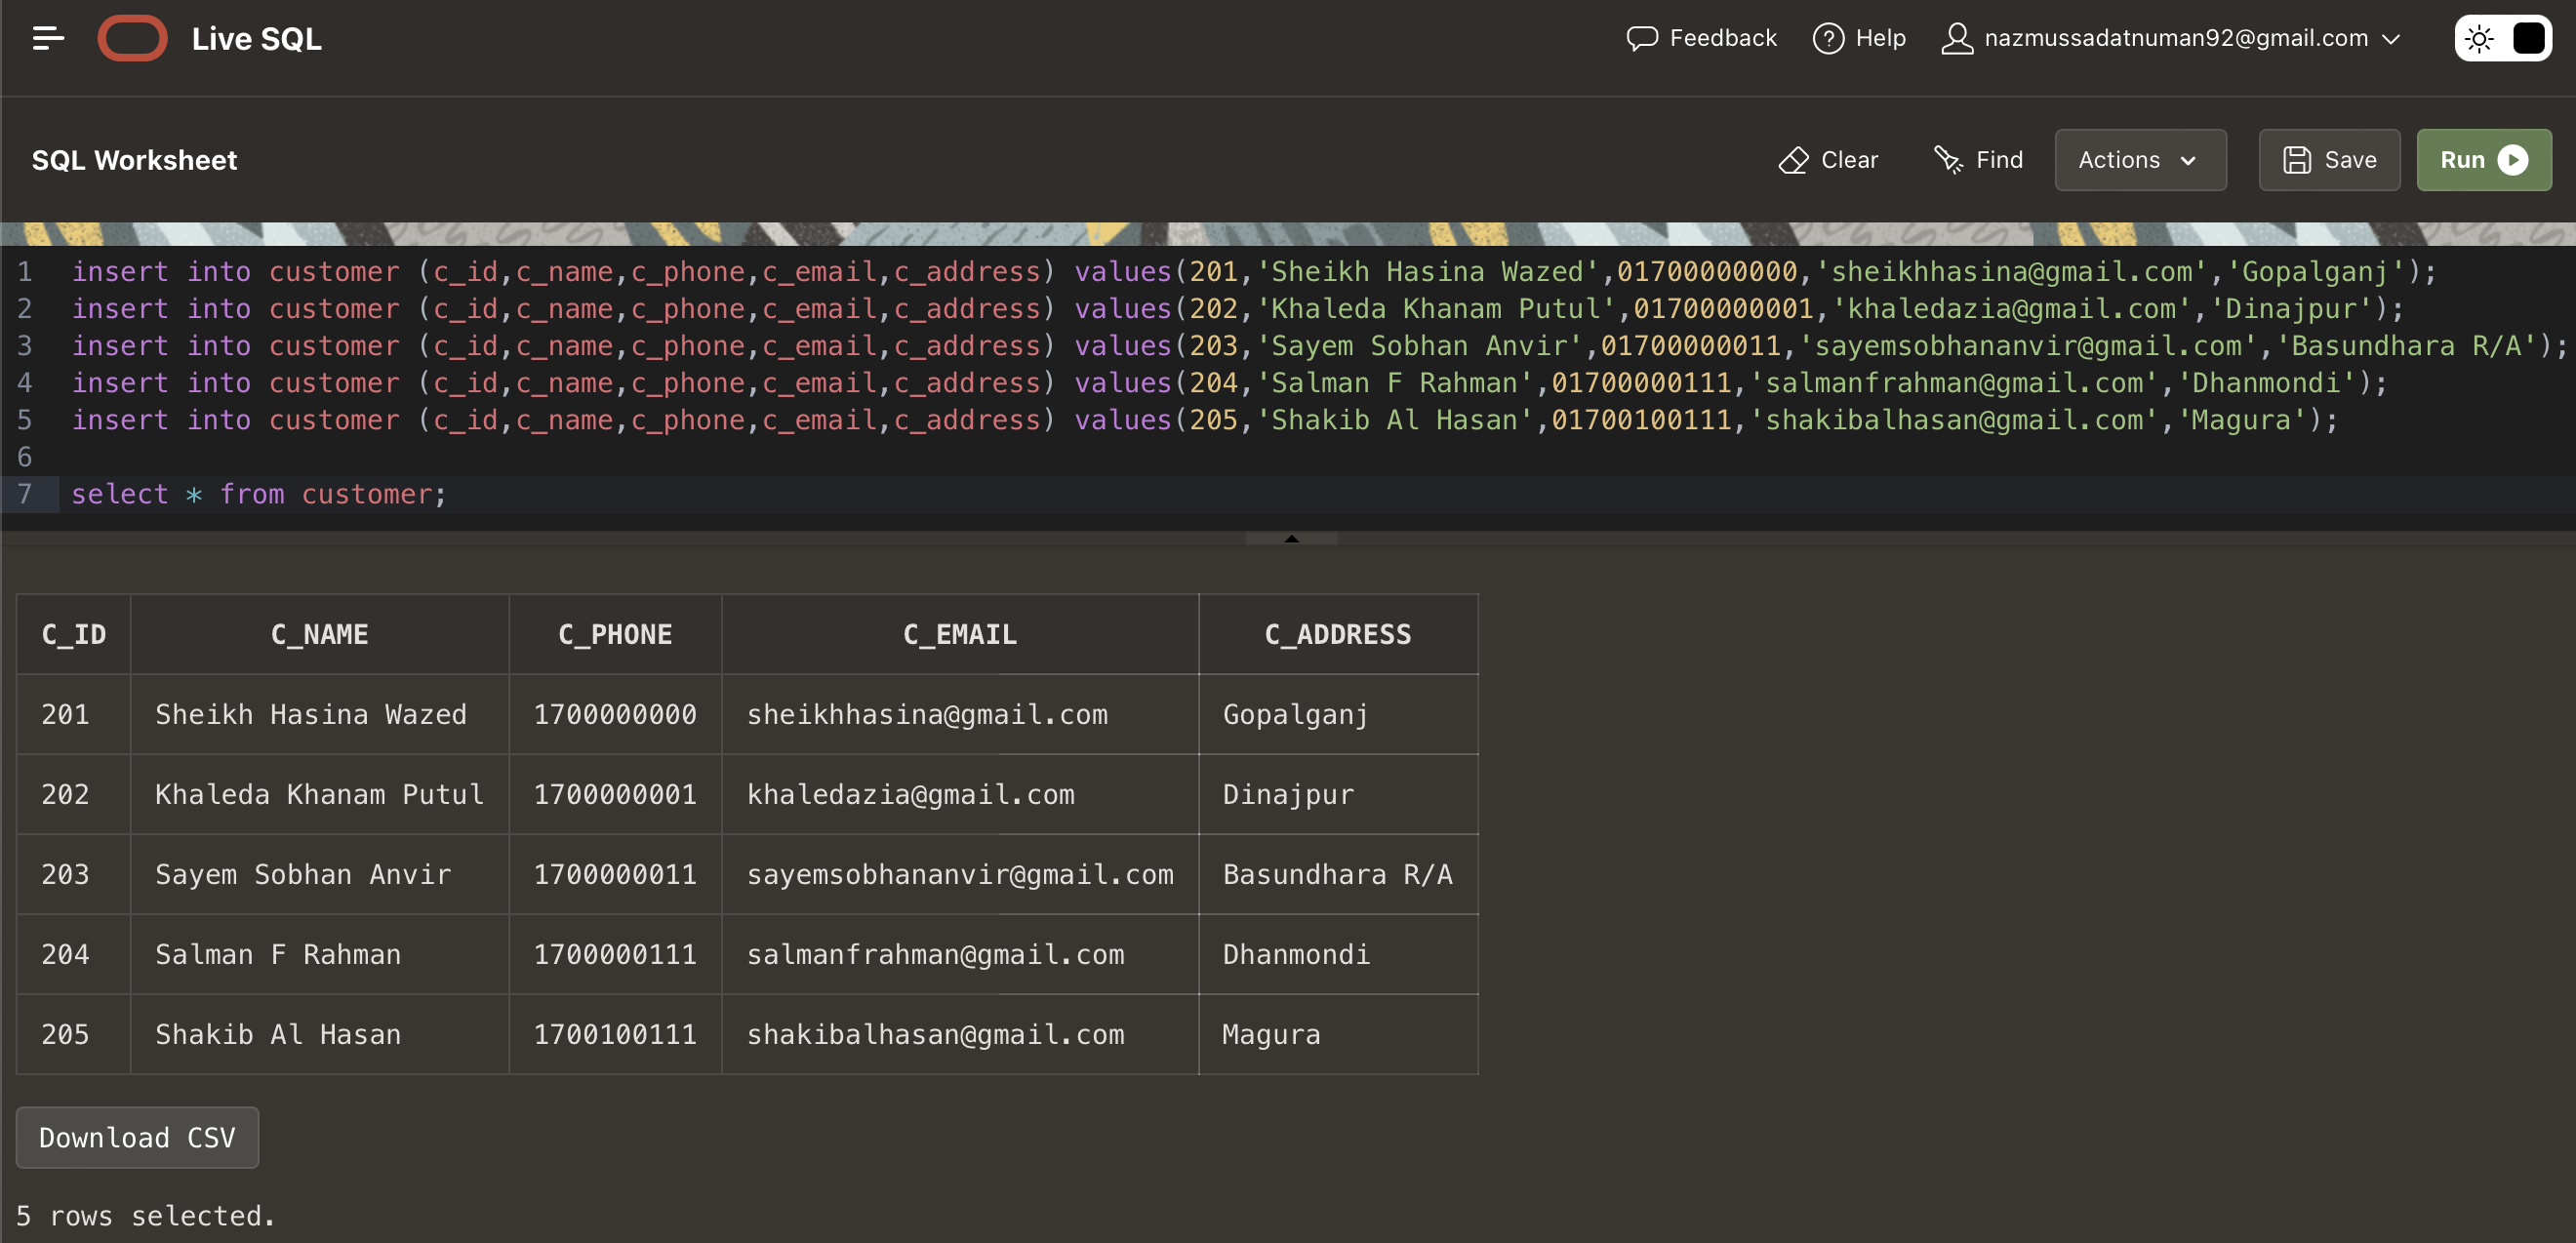 Live SQL
Feedback Help nazmussadatnuman92@gmail.com
SQL Worksheet
Clear Find Actions Save Run
1 insert into customer (c_id,c_name,c_phone,c_email,c_address) values(201,'Sheikh Hasina Wazed',01700000000,'sheikhhasina@gmail.com','Gopalganj');
2 insert into customer (c_id,c_name,c_phone,c_email,c_address) values(202,'Khaleda Khanam Putul',01700000001,'khaledazia@gmail.com','Dinajpur');
3 insert into customer (c_id,c_name,c_phone,c_email,c_address) values(203,'Sayem Sobhan Anvir',01700000011,'sayemsobhananvir@gmail.com','Basundhara R/A');
4 insert into customer (c_id,c_name,c_phone,c_email,c_address) values(204,'Salman F Rahman',01700000111,'salmanfrahman@gmail.com','Dhanmondi');
5 insert into customer (c_id,c_name,c_phone,c_email,c_address) values(205,'Shakib Al Hasan',01700100111,'shakibalhasan@gmail.com','Magura');
6
7 select * from customer;
C_ID C_NAME C_PHONE C_EMAIL C_ADDRESS
201 Sheikh Hasina Wazed 1700000000 sheikhhasina@gmail.com Gopalganj
202 Khaleda Khanam Putul 1700000001 khaledazia@gmail.com Dinajpur
203 Sayem Sobhan Anvir 1700000011 sayemsobhananvir@gmail.com Basundhara R/A
204 Salman F Rahman 1700000111 salmanfrahman@gmail.com Dhanmondi
205 Shakib Al Hasan 1700100111 shakibalhasan@gmail.com Magura
Download CSV
5 rows selected.